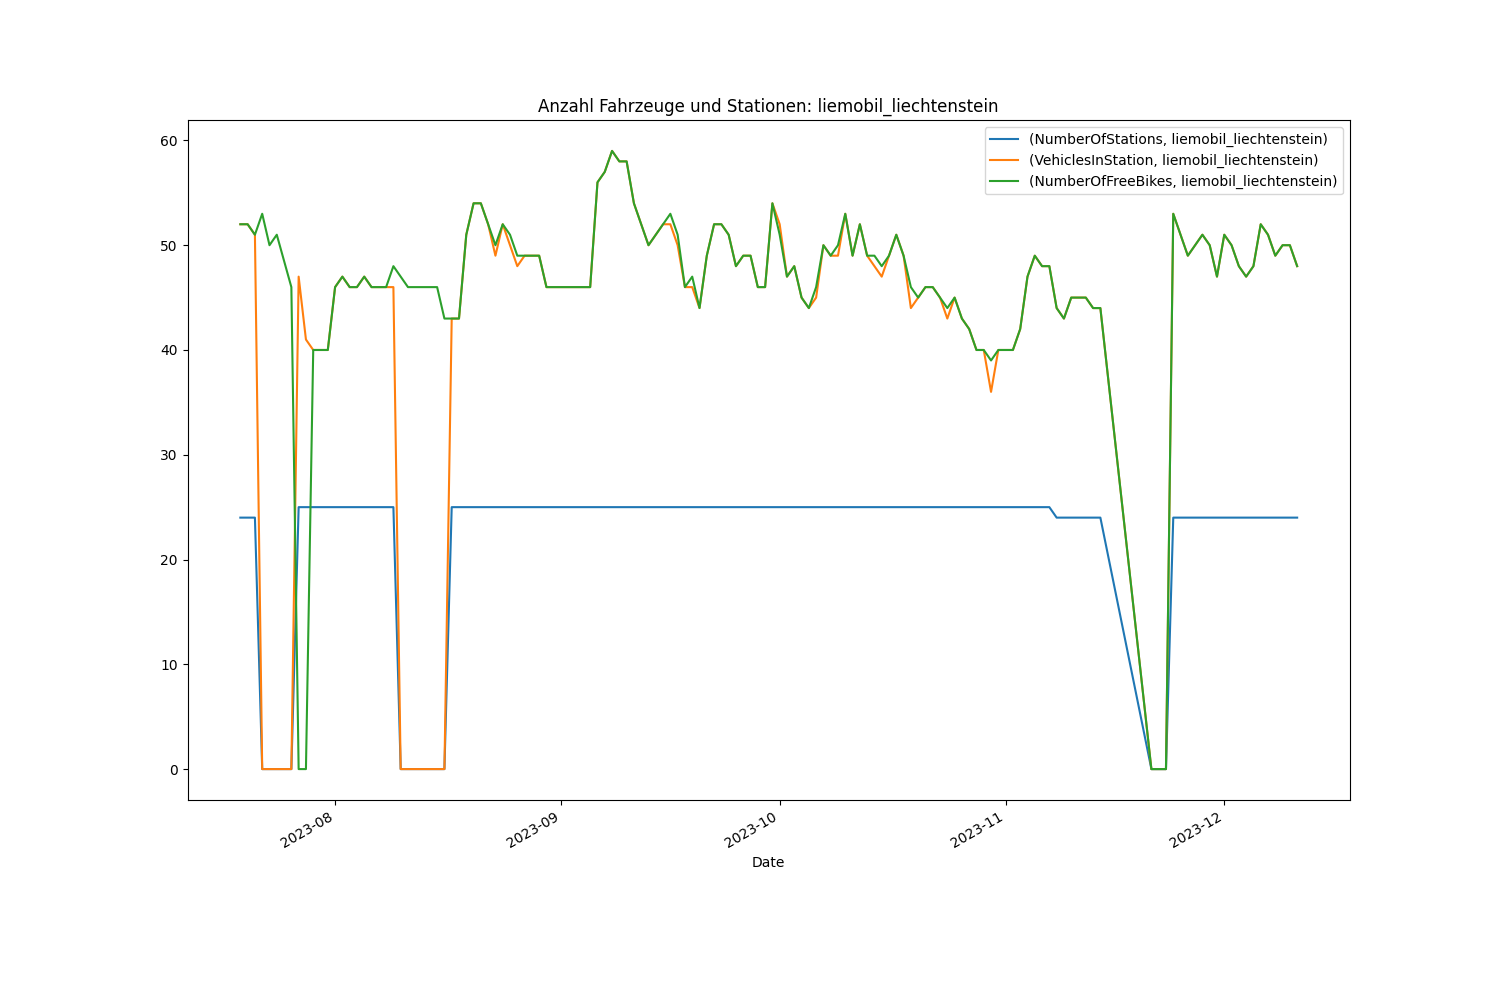 Anzahl Fahrzeuge und Stationen: liemobil_liechtenstein
(NumberOfStations, liemobil_liechtenstein)
(VehiclesInStation, liemobil_liechtenstein)
(NumberOfFreeBikes, liemobil_liechtenstein)
60
50
40
30
20
10
0
2023-08
2023-09
2023-10
2023-11
2023-12
Date